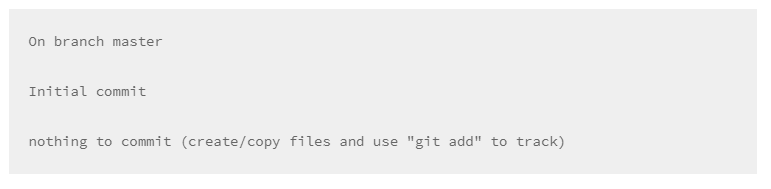 On branch master
Initial commit
nothing to commit (create/copy files and use "git add" to track)